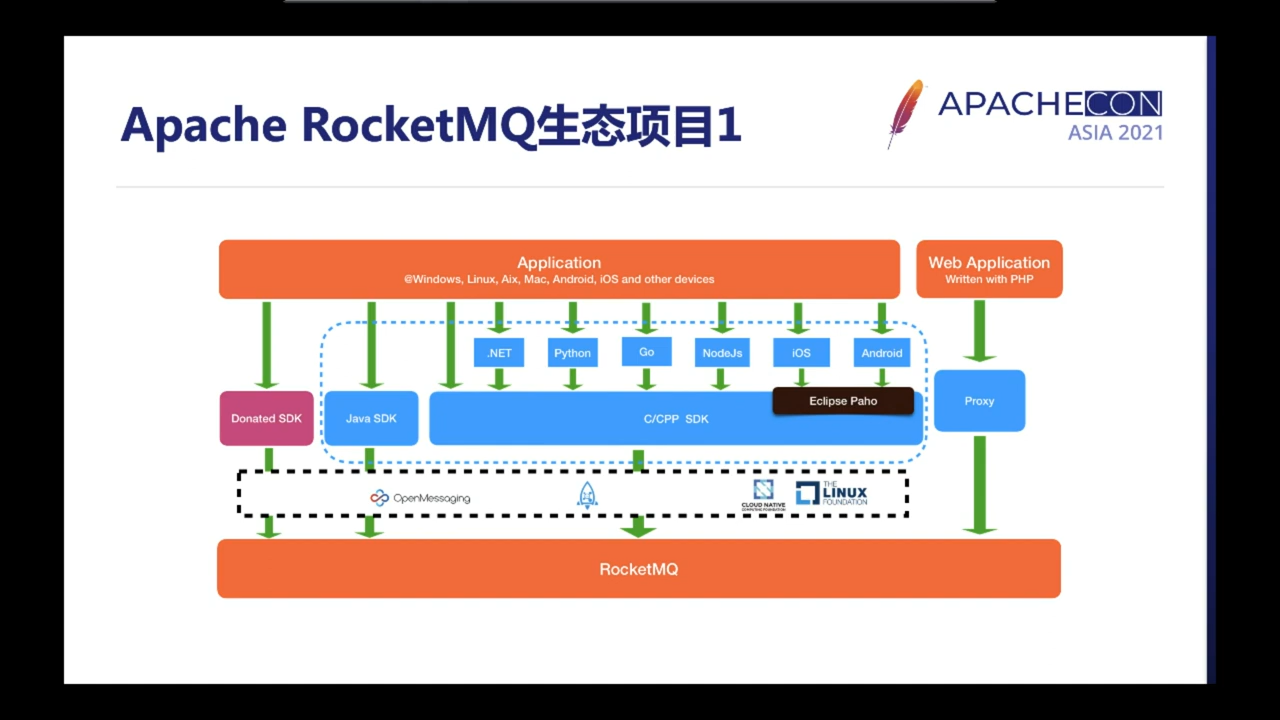 Apache RocketMQ生态项目1
APACHECON
ASIA 2021
Application
@Windows, Linux, Aix, Mac, Android, iOS and other devices
Web Application
Written with PHP
.NET
Python
Go
NodeJs
iOS
Android
Donated SDK
Java SDK
C/CPP SDK
Eclipse Paho
Proxy
OpenMessaging
CLOUD NATIVE
COMPUTING FOUNDATION
THE
LINUX
FOUNDATION
RocketMQ